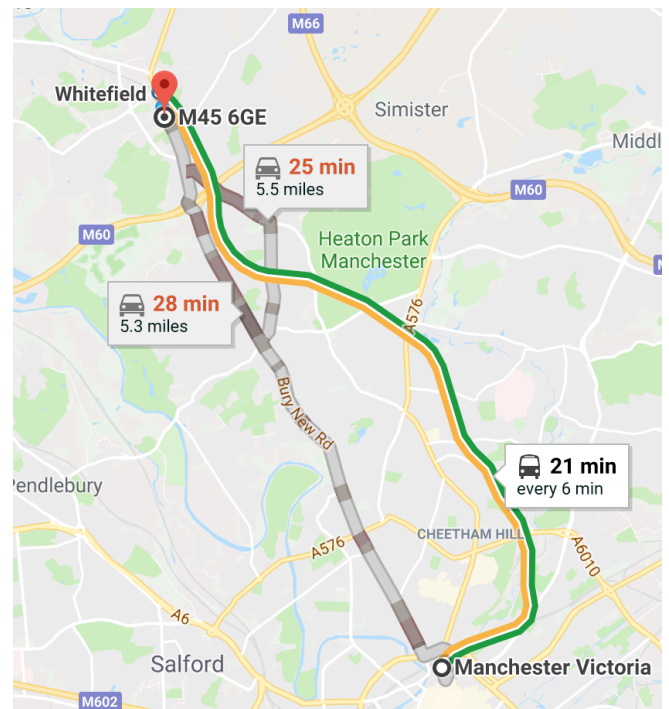 M66
Whitefield
M45 6GE
Simister
25 min
5.5 miles
Middl
M60
M60
Heaton Park
Manchester
28 min
5.3 miles
A576
Bury New Rd
21 min
every 6 min
Pendlebury
CHEETHAM HILL
A576
A6010
A6
Salford
Manchester Victoria
M602